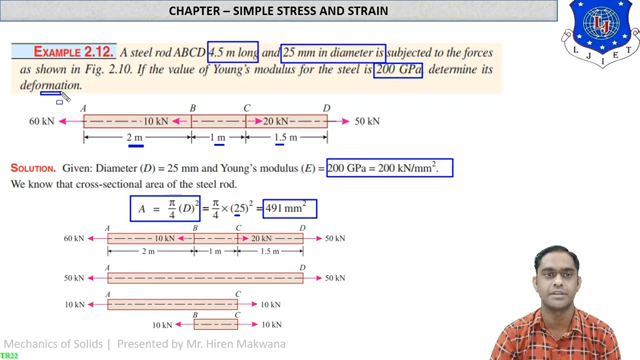 CHAPTER – SIMPLE STRESS AND STRAIN
LJIET
EXAMPLE 2.12. A steel rod ABCD 4.5 m long and 25 mm in diameter is subjected to the forces
as shown in Fig. 2.10. If the value of Young's modulus for the steel is 200 GPa determine its
deformation.
A B C D
60 kN 10 kN 20 kN 50 kN
2 m 1 m 1.5 m
SOLUTION. Given: Diameter (D) = 25 mm and Young's modulus (E) = 200 GPa = 200 kN/mm².
We know that cross-sectional area of the steel rod.
A = π/4 (D)² = π/4 × (25)² = 491 mm²
A B C D
60 kN 10 kN 20 kN 50 kN
2 m 1 m 1.5 m
A D
50 kN 50 kN
A C
10 kN 10 kN
B C
10 kN 10 kN
Mechanics of Solids | Presented by Mr. Hiren Makwana
TR22